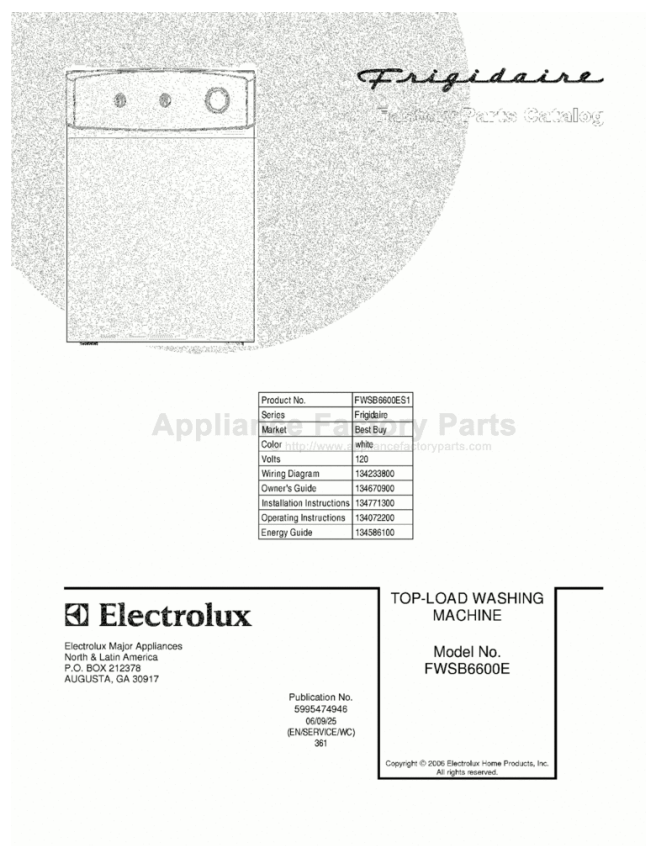 Frigidaire
Factory Parts Catalog
Product No. FWSB6600ES1
Series Frigidaire
Market Best Buy
Color white
Volts 120
Wiring Diagram 134233800
Owner's Guide 134670900
Installation Instructions 134771300
Operating Instructions 134072200
Energy Guide 134586100
Appliance Factory Parts
http://www.appliancefactoryparts.com
Electrolux
Electrolux Major Appliances
North & Latin America
P.O. BOX 212378
AUGUSTA, GA 30917
Publication No.
5995474946
06/09/25
(EN/SERVICE/WC)
361
TOP-LOAD WASHING
MACHINE
Model No.
FWSB6600E
Copyright © 2006 Electrolux Home Products, Inc.
All rights reserved.